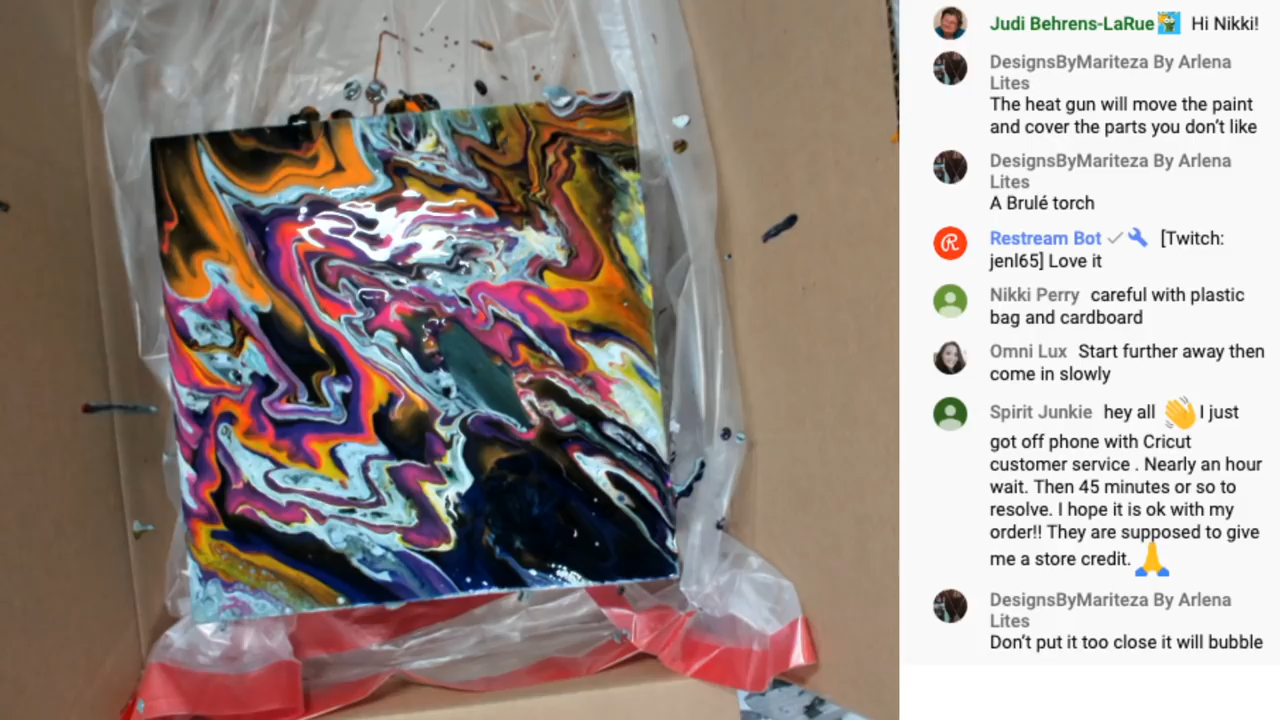 Judi Behrens-LaRue Hi Nikki!
DesignsByMariteza By Arlena
Lites
The heat gun will move the paint
and cover the parts you don’t like
DesignsByMariteza By Arlena
Lites
A Brulé torch
Restream Bot [Twitch:
jenl65] Love it
Nikki Perry careful with plastic
bag and cardboard
Omni Lux Start further away then
come in slowly
Spirit Junkie hey all 👋 I just
got off phone with Cricut
customer service . Nearly an hour
wait. Then 45 minutes or so to
resolve. I hope it is ok with my
order!! They are supposed to give
me a store credit. 🙏
DesignsByMariteza By Arlena
Lites
Don’t put it too close it will bubble